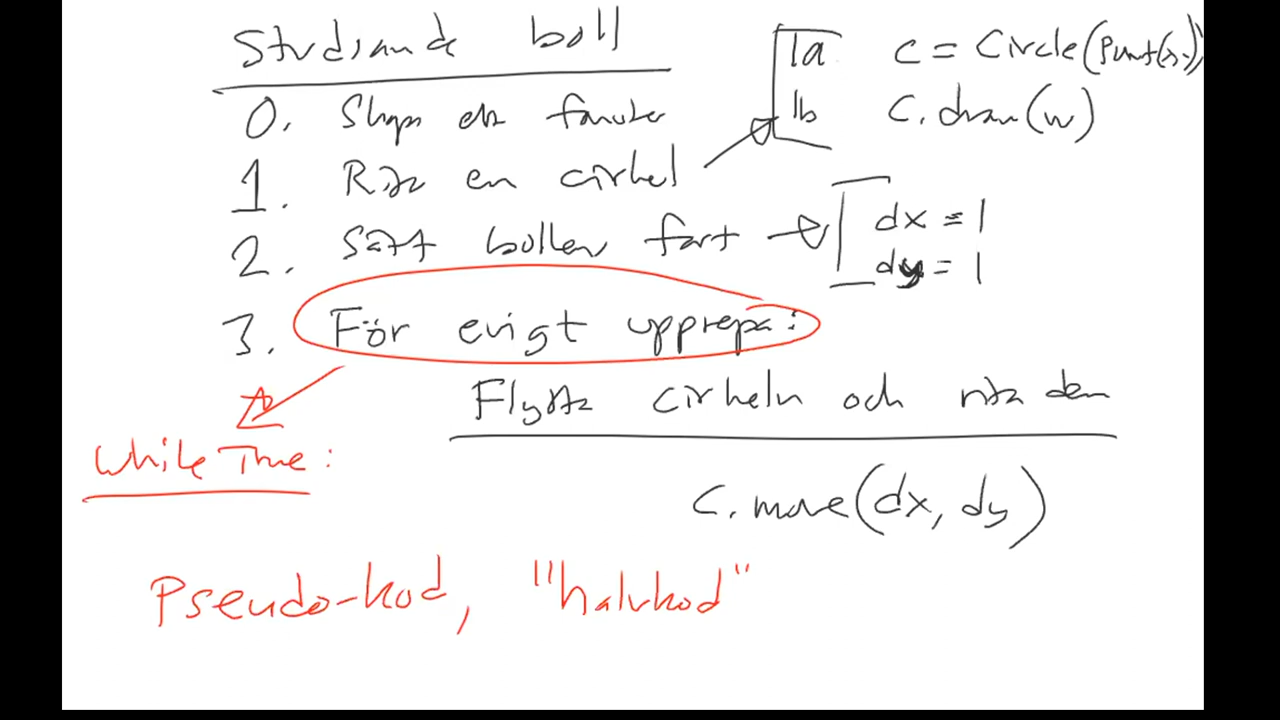 Studsande boll
0. Skapa ett fönster
1. Rita en cirkel
1a c = Circle(Point(
1b c.draw(w)
2. Sätt bollen fart
dx = 1
dy = 1
3. För evigt upprepa:
Flytta cirkeln och rita den
While True:
c.move(dx, dy)
Pseudo-kod, "halvkod"